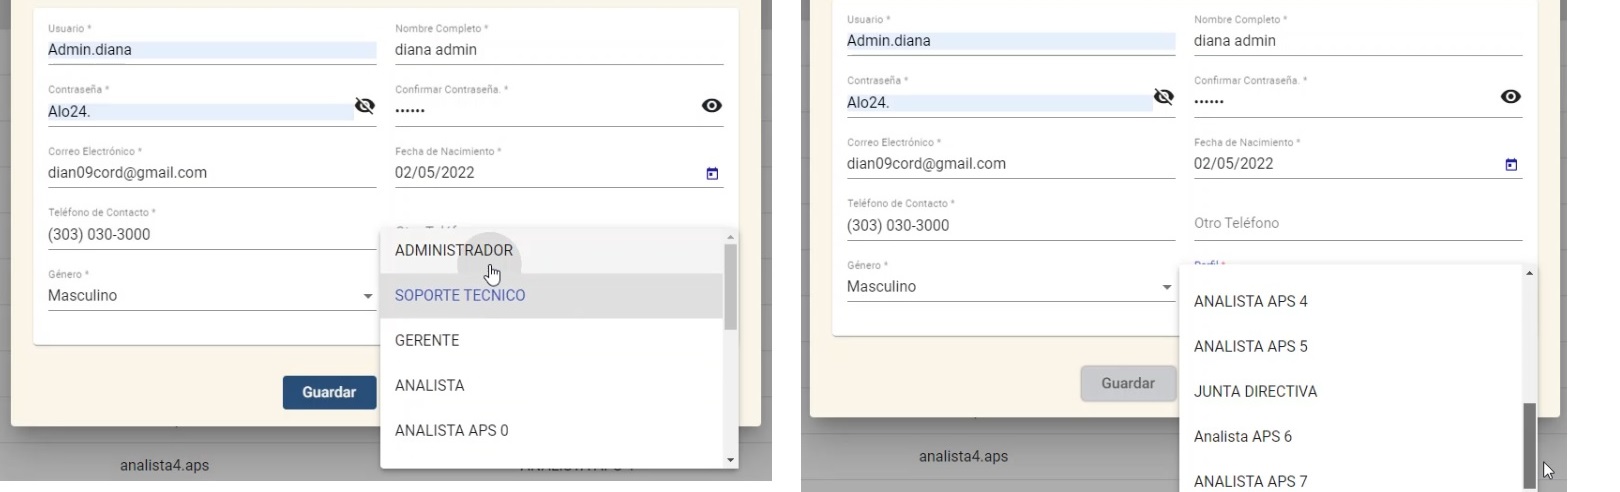 Usuario *
Admin.diana
Nombre Completo *
diana admin
Contraseña *
Alo24.
Confirmar Contraseña. *
••••••
Correo Electrónico *
dian09cord@gmail.com
Fecha de Nacimiento *
02/05/2022
Teléfono de Contacto *
(303) 030-3000
ADMINISTRADOR
Género *
Masculino
SOPORTE TECNICO
GERENTE
ANALISTA
ANALISTA APS 0
Guardar
analista4.aps
Usuario *
Admin.diana
Nombre Completo *
diana admin
Contraseña *
Alo24.
Confirmar Contraseña. *
••••••
Correo Electrónico *
dian09cord@gmail.com
Fecha de Nacimiento *
02/05/2022
Teléfono de Contacto *
(303) 030-3000
Otro Teléfono
Género *
Masculino
Perfil *
ANALISTA APS 4
ANALISTA APS 5
JUNTA DIRECTIVA
Analista APS 6
ANALISTA APS 7
Guardar
analista4.aps